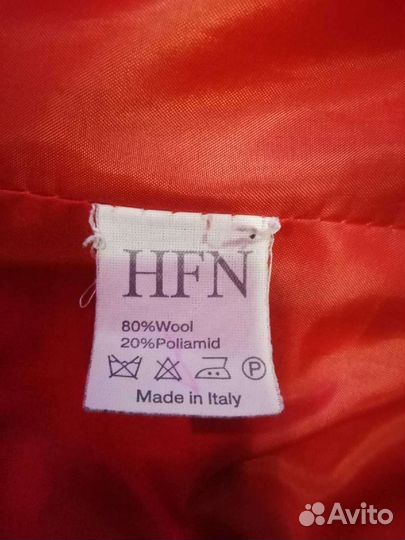 HFN
80%Wool
20%Poliamid
P
Made in Italy
Avito